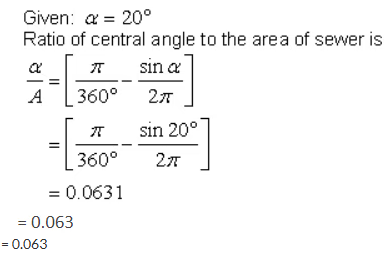 Given: α = 20°
Ratio of central angle to the area of sewer is
α/A = [π/360° − sin α/2π]
= [π/360° − sin 20°/2π]
= 0.0631
= 0.063
= 0.063